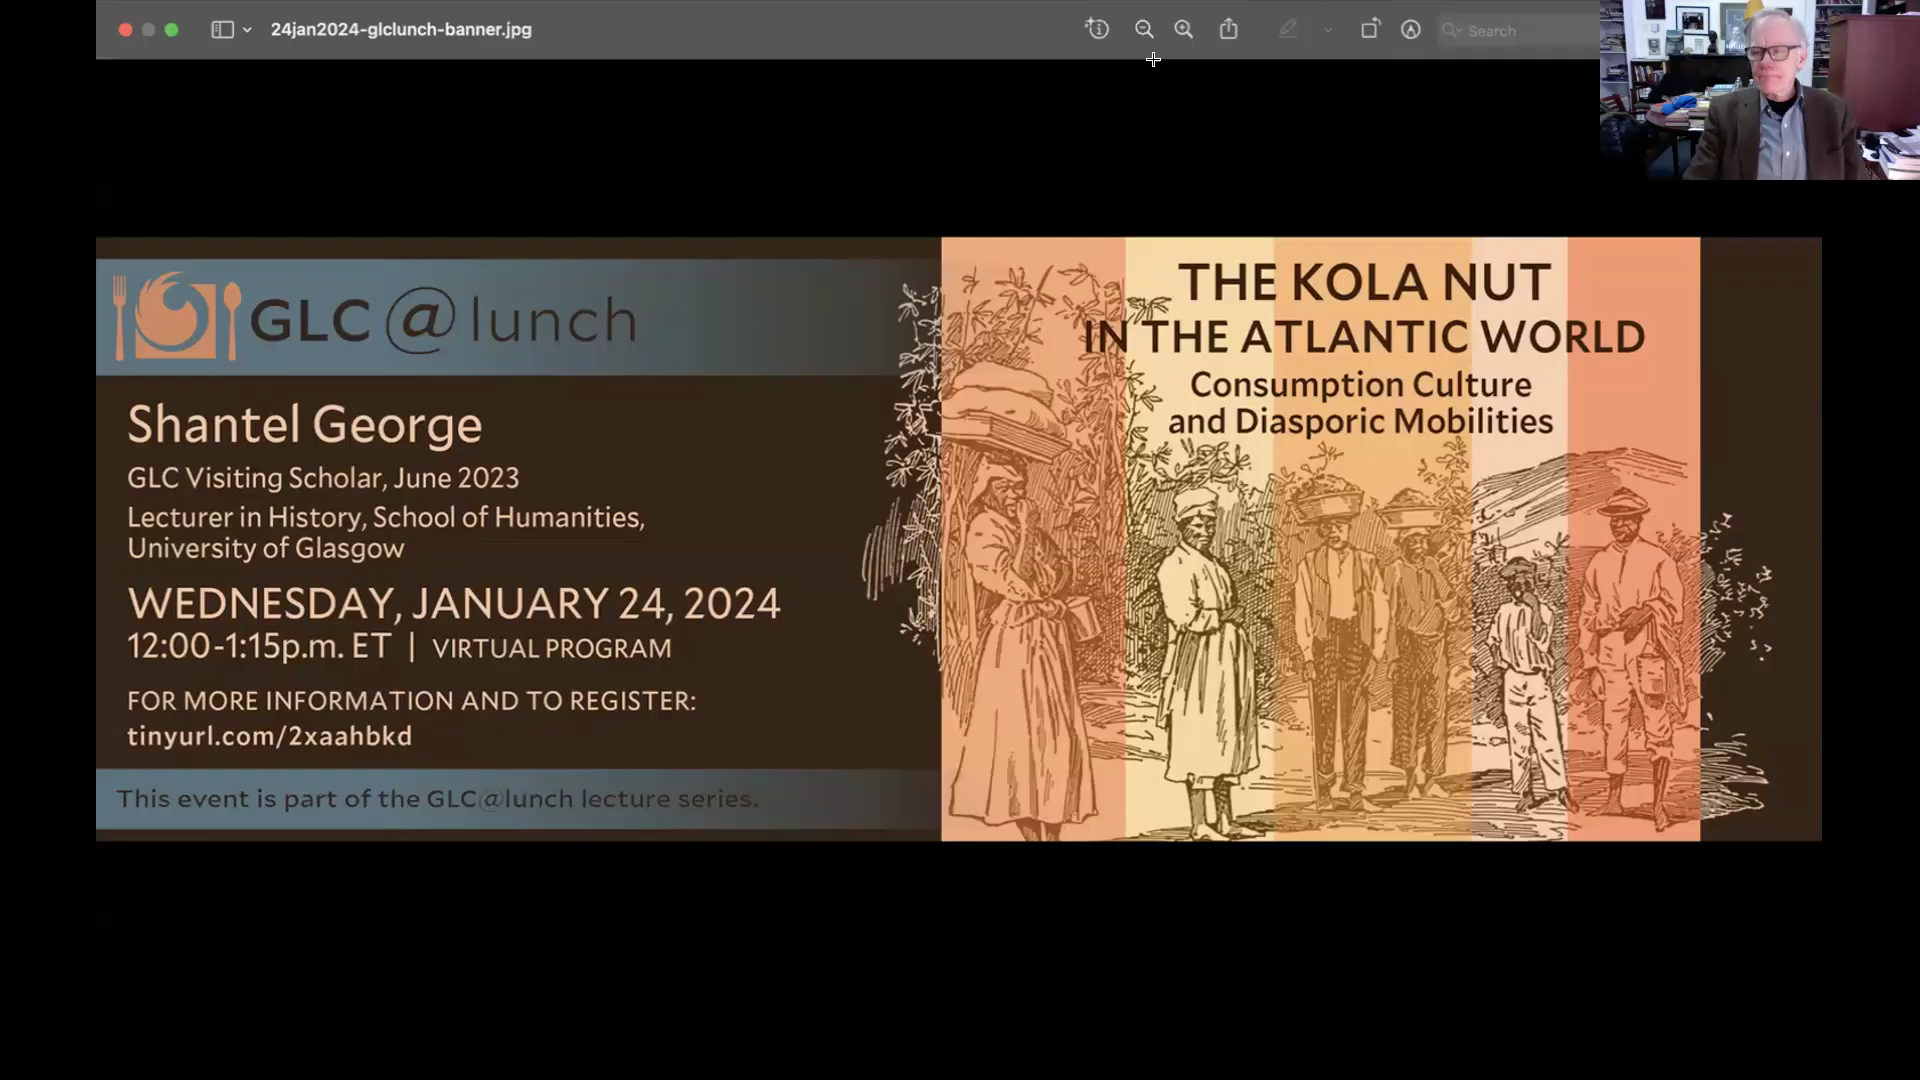 24jan2024-glclunch-banner.jpg
Search
GLC @ lunch
Shantel George
GLC Visiting Scholar, June 2023
Lecturer in History, School of Humanities,
University of Glasgow
WEDNESDAY, JANUARY 24, 2024
12:00-1:15p.m. ET | VIRTUAL PROGRAM
FOR MORE INFORMATION AND TO REGISTER:
tinyurl.com/2xaahbkd
This event is part of the GLC@lunch lecture series.
THE KOLA NUT
IN THE ATLANTIC WORLD
Consumption Culture
and Diasporic Mobilities